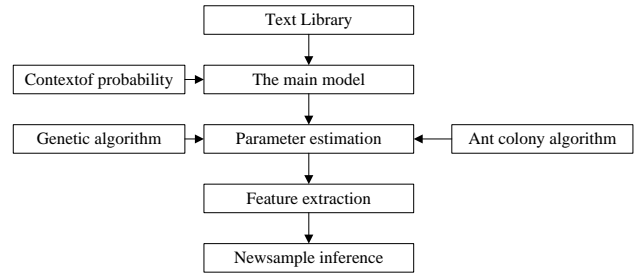 Text Library
Contextof probability
The main model
Genetic algorithm
Parameter estimation
Ant colony algorithm
Feature extraction
Newsample inference